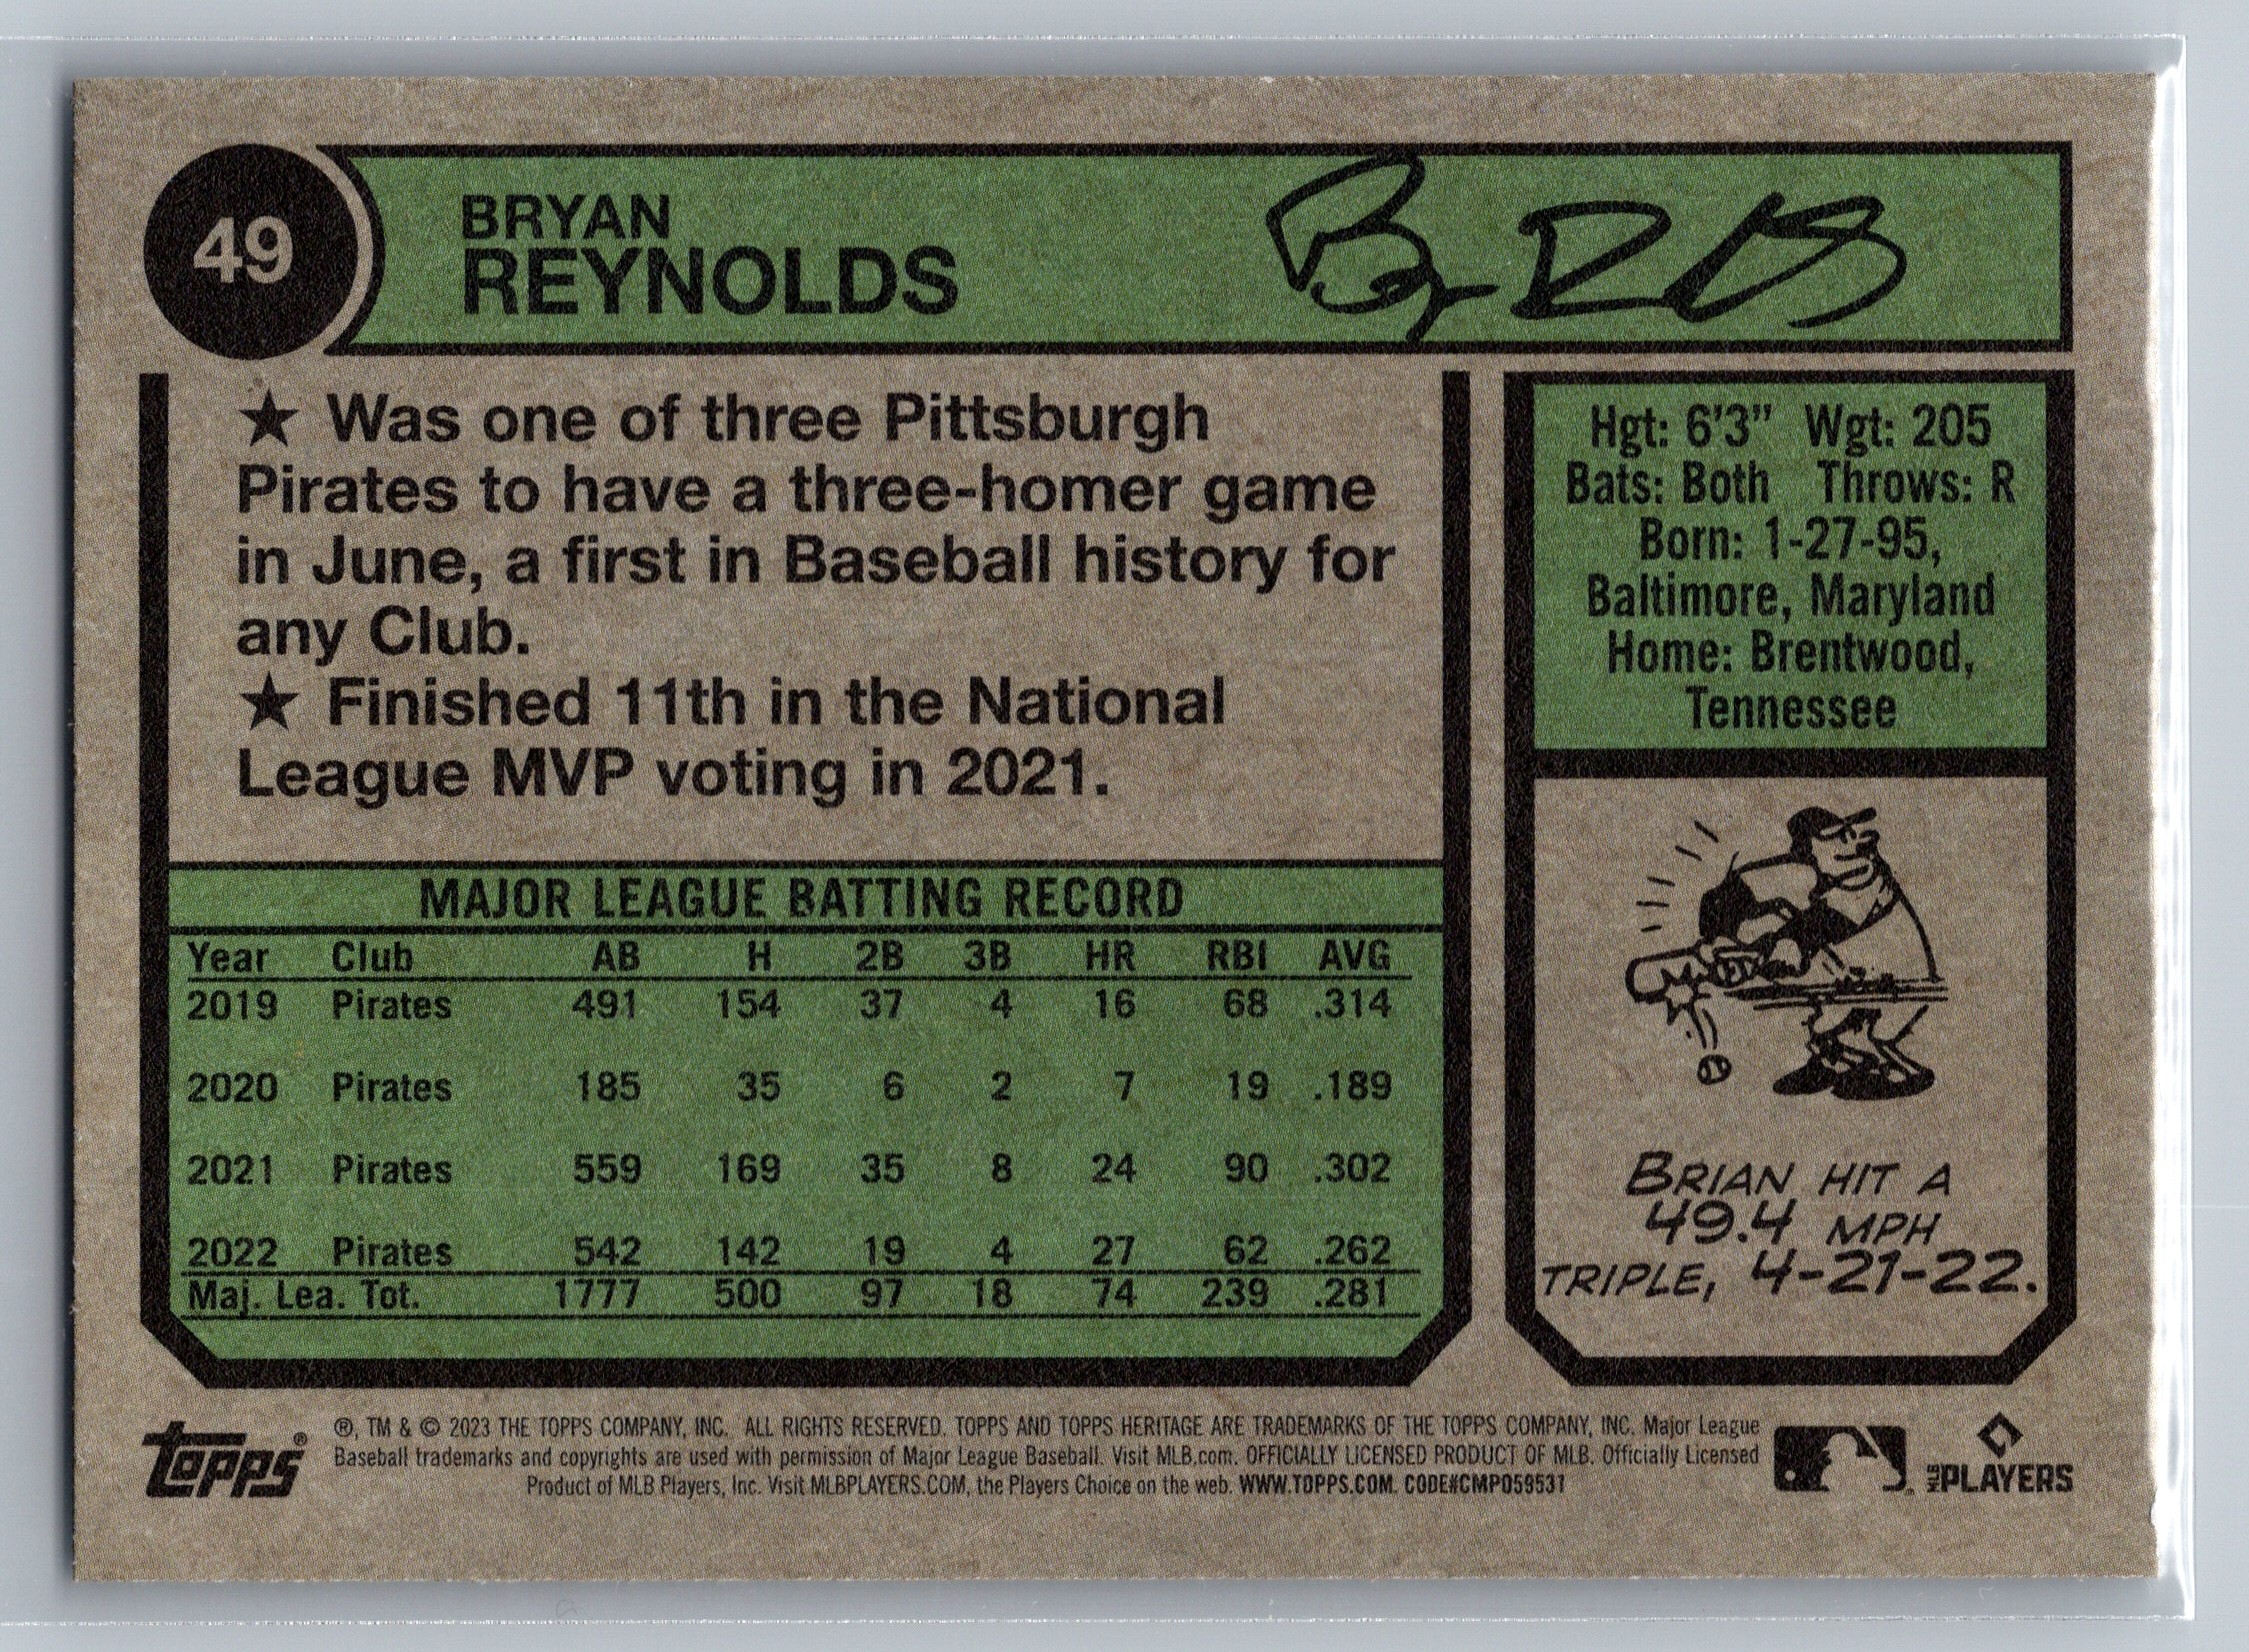 49
BRYAN
REYNOLDS
★ Was one of three Pittsburgh
Pirates to have a three-homer game
in June, a first in Baseball history for
any Club.
★ Finished 11th in the National
League MVP voting in 2021.
Hgt: 6'3” Wgt: 205
Bats: Both Throws: R
Born: 1-27-95,
Baltimore, Maryland
Home: Brentwood,
Tennessee
MAJOR LEAGUE BATTING RECORD
Year Club AB H 2B 3B HR RBI AVG
2019 Pirates 491 154 37 4 16 68 .314
2020 Pirates 185 35 6 2 7 19 .189
2021 Pirates 559 169 35 8 24 90 .302
2022 Pirates 542 142 19 4 27 62 .262
Maj. Lea. Tot. 1777 500 97 18 74 239 .281
BRIAN HIT A
49.4 MPH
TRIPLE, 4-21-22.
topps®
®, TM & © 2023 THE TOPPS COMPANY, INC. ALL RIGHTS RESERVED. TOPPS AND TOPPS HERITAGE ARE TRADEMARKS OF THE TOPPS COMPANY, INC. Major League
Baseball trademarks and copyrights are used with permission of Major League Baseball. Visit MLB.com. OFFICIALLY LICENSED PRODUCT OF MLB. Officially Licensed
Product of MLB Players, Inc. Visit MLBPLAYERS.COM, the Players Choice on the web. WWW.TOPPS.COM. CODE#CMP059531
MLB PLAYERS